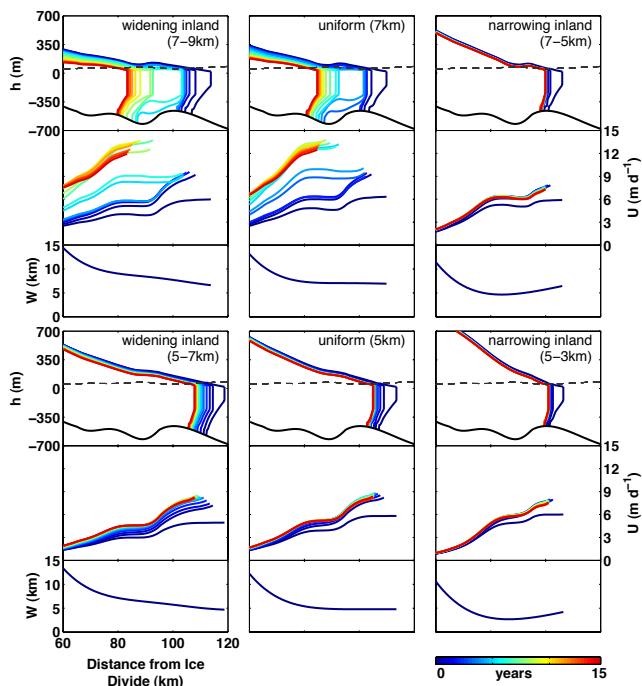 widening inland
(7−9km)
uniform (7km)
narrowing inland
(7−5km)
700
350
0
−350
−700
h (m)
15
12
9
6
3
0
U (m d⁻¹)
15
10
5
0
W (km)
widening inland
(5−7km)
uniform (5km)
narrowing inland
(5−3km)
700
350
0
−350
−700
h (m)
15
12
9
6
3
0
U (m d⁻¹)
15
10
5
0
W (km)
60 80 100 120
Distance from Ice
Divide (km)
0 years 15